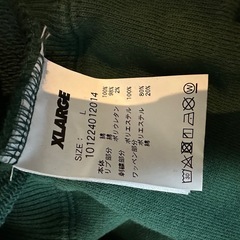 XLARGE
SIZE : L
101224012014
本体 綿 100%
リブ部分 綿 98%
ポリウレタン 2%
刺繍部分 ポリエステル 100%
ワッペン部分 ポリエステル 80%
綿 20%